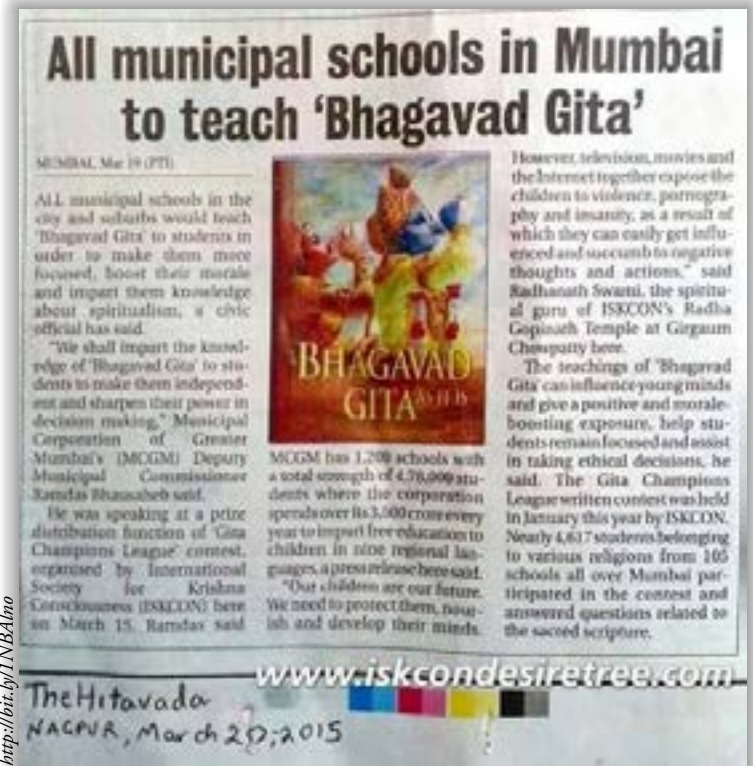 All municipal schools in Mumbai
to teach ‘Bhagavad Gita’
MUMBAI, Mar 19 (PTI)
ALL municipal schools in the
city and suburbs would teach
'Bhagavad Gita' to students in
order to make them more
focused, boost their morale
and impart them knowledge
about spiritualism, a civic
official has said.
"We shall impart the knowl-
edge of 'Bhagavad Gita' to stu-
dents to make them independ-
ent and sharpen their power in
decision making," Municipal
Corporation of Greater
Mumbai's (MCGM) Deputy
Municipal Commissioner
Ramdas Bhausaheb said.
He was speaking at a prize
distribution function of 'Gita
Champions League' contest,
organised by International
Society for Krishna
Consciousness (ISKCON) here
on March 15. Ramdas said
BHAGAVAD
GITA AS IT IS
MCGM has 1,200 schools with
a total strength of 4,78,000 stu-
dents where the corporation
spends over Rs 3,000 crore every
year to impart free education to
children in nine regional lan-
guages, a press release here said.
"Our children are our future.
We need to protect them, nour-
ish and develop their minds.
However, television, movies and
the Internet together expose the
children to violence, pornogra-
phy and insanity, as a result of
which they can easily get influ-
enced and succumb to negative
thoughts and actions," said
Radhanath Swami, the spiritu-
al guru of ISKCON's Radha
Gopinath Temple at Girgaum
Chowpatty here.
The teachings of 'Bhagavad
Gita' can influence young minds
and give a positive and morale-
boosting exposure, help stu-
dents remain focused and assist
in taking ethical decisions, he
said. The Gita Champions
League written contest was held
in January this year by ISKCON.
Nearly 4,617 students belonging
to various religions from 105
schools all over Mumbai par-
ticipated in the contest and
answered questions related to
the sacred scripture.
www.iskcondesiretree.com
The Hitavada
NAGPUR, March 20, 2015
http://bit.ly/1NBAlno